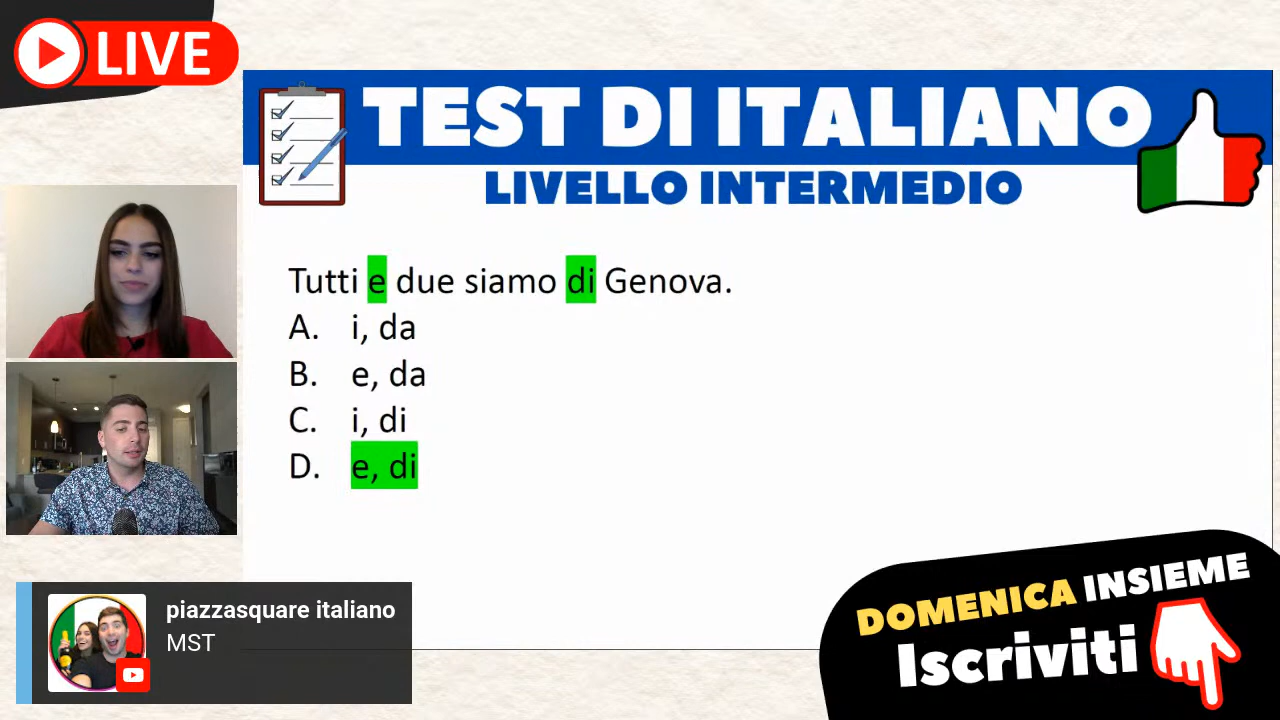 LIVE
TEST DI ITALIANO
LIVELLO INTERMEDIO
Tutti e due siamo di Genova.
A. i, da
B. e, da
C. i, di
D. e, di
piazzasquare italiano
MST
DOMENICA INSIEME
Iscriviti